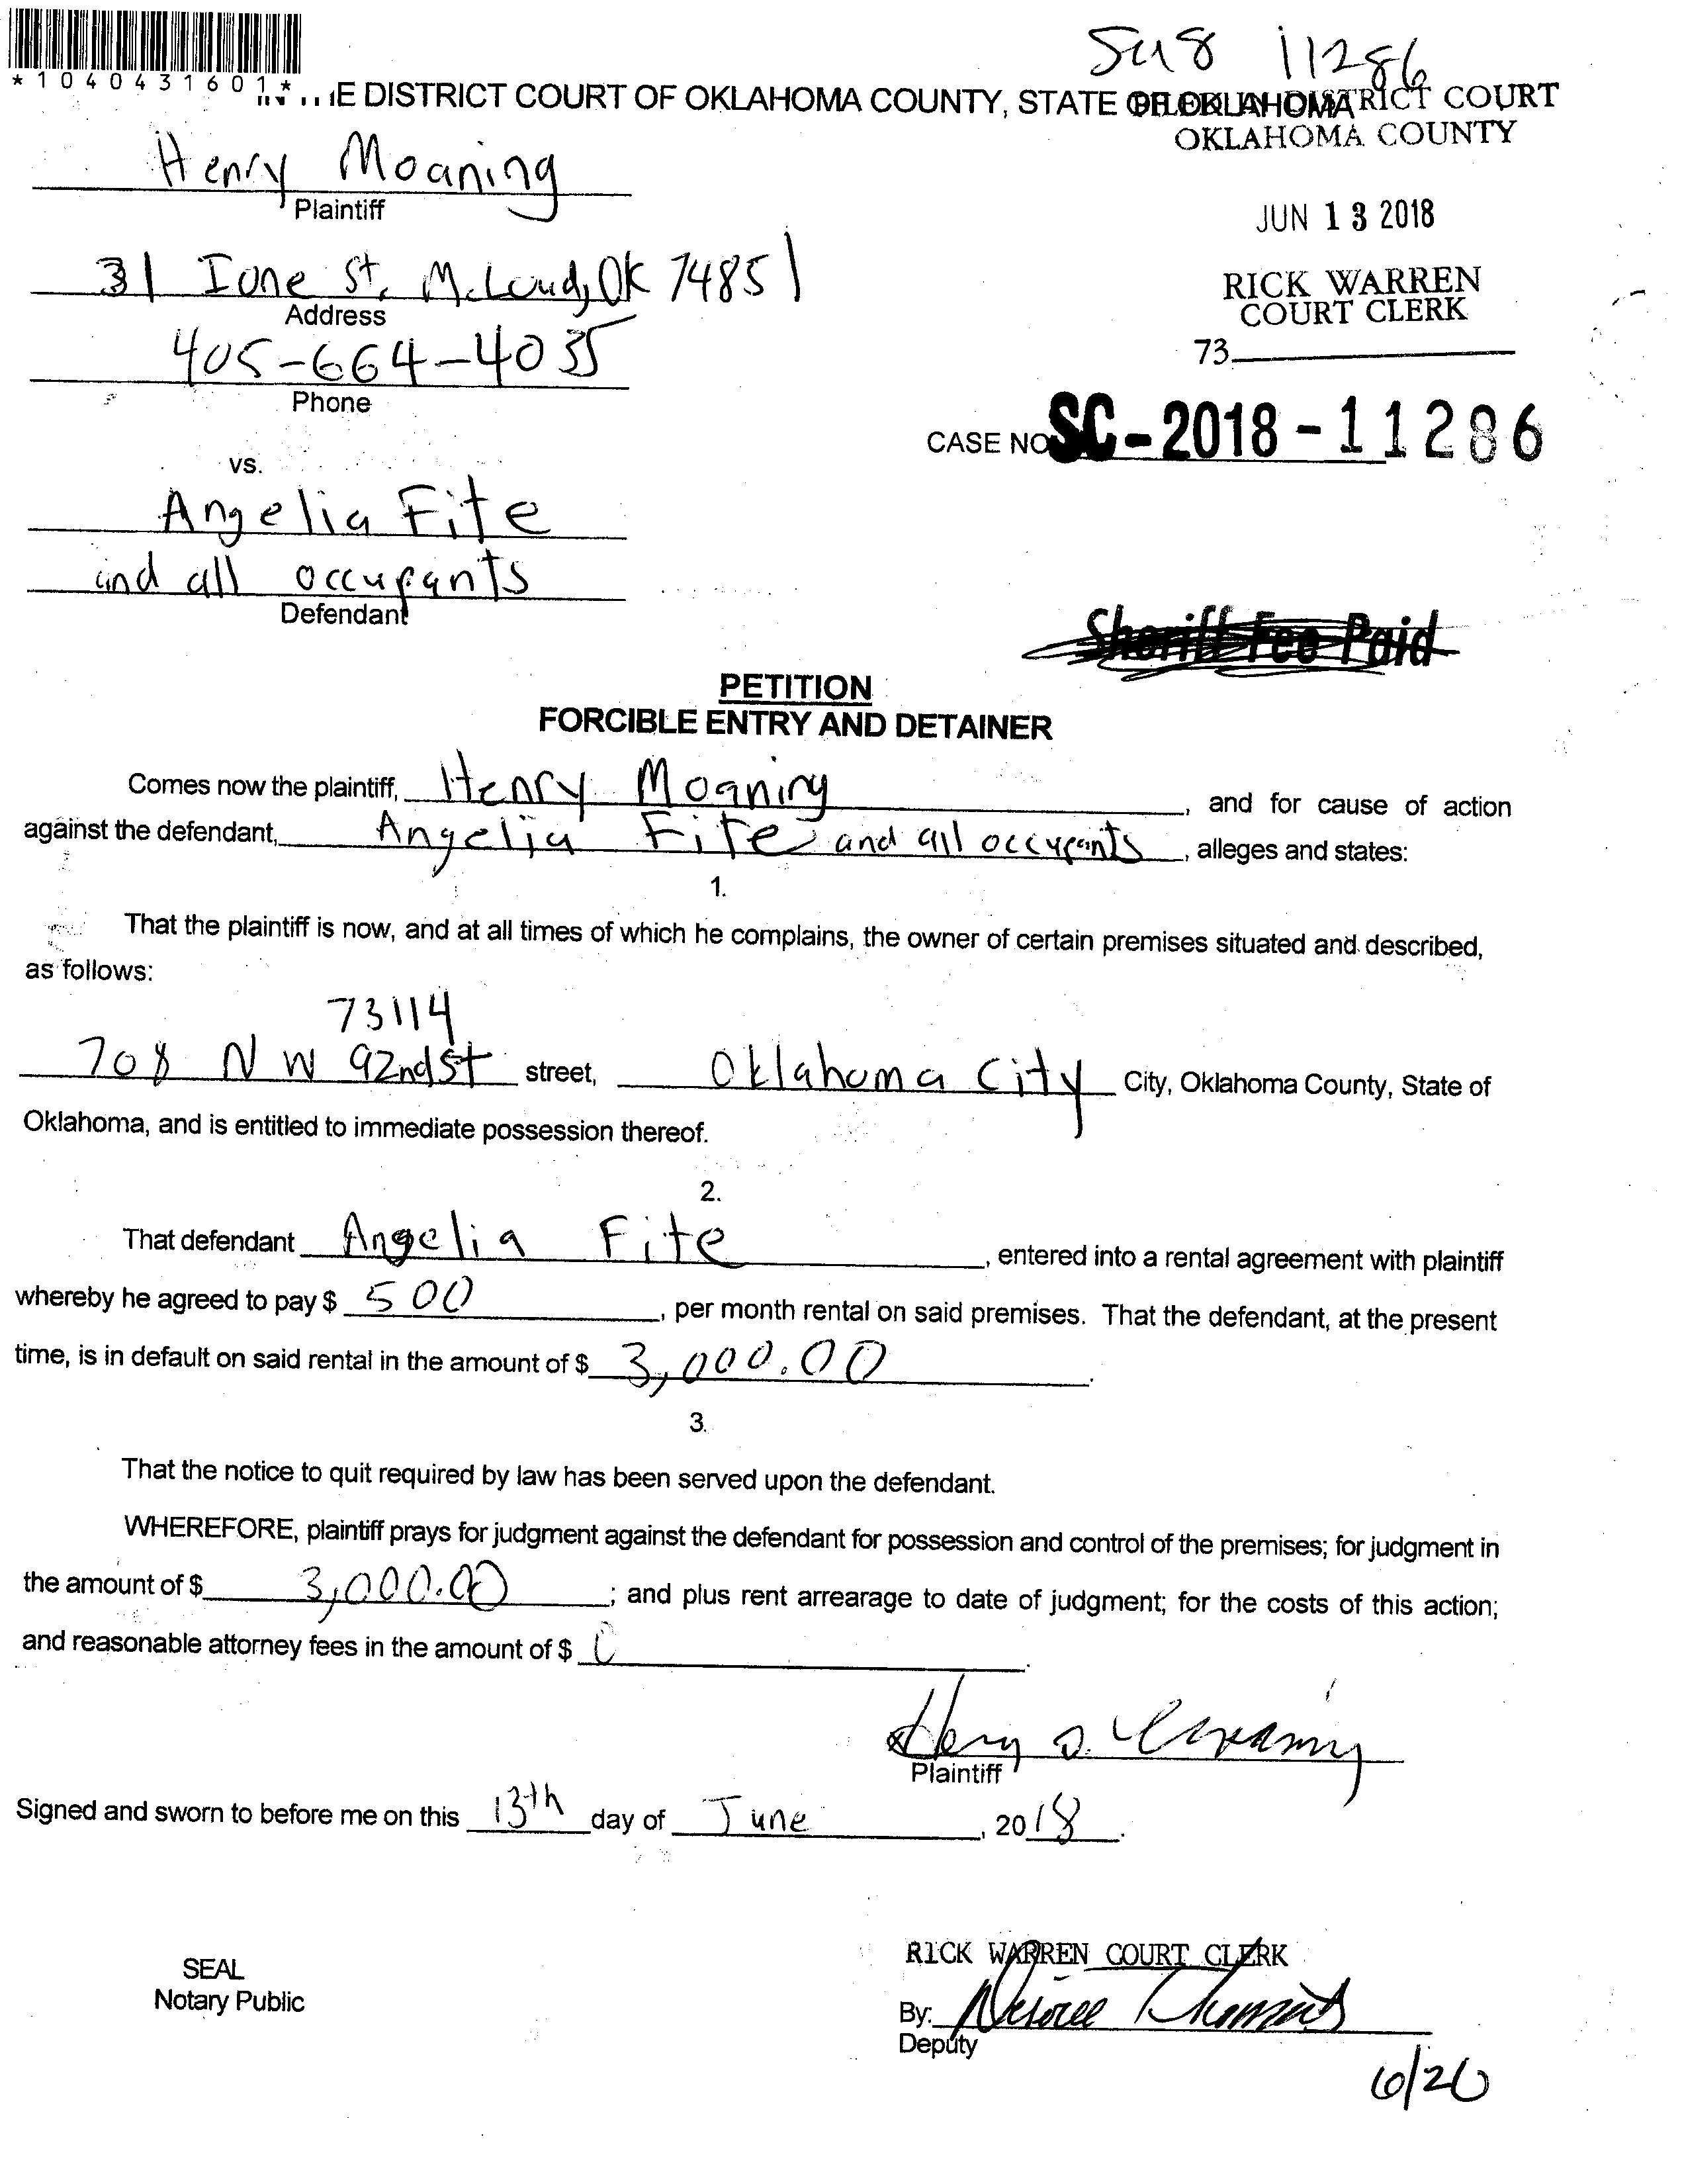 SC18 11286
*1040431601*
IN THE DISTRICT COURT OF OKLAHOMA COUNTY, STATE OF OKLAHOMA
FILED IN DISTRICT COURT
OKLAHOMA COUNTY
Henry Moaning
Plaintiff
JUN 13 2018
31 Ione St, McLoud, OK 74851
Address
RICK WARREN
COURT CLERK
405-664-4035
Phone
73
CASE NO SC-2018-11286
vs.
Angelia Fite
and all occupants
Defendant
Sheriff Fee Paid
PETITION
FORCIBLE ENTRY AND DETAINER
Comes now the plaintiff, Henry Moaning, and for cause of action
against the defendant, Angelia Fite and all occupants, alleges and states:
1.
That the plaintiff is now, and at all times of which he complains, the owner of certain premises situated and described,
as follows:
73114
708 NW 92nd St street, Oklahoma City City, Oklahoma County, State of
Oklahoma, and is entitled to immediate possession thereof.
2.
That defendant Angelia Fite, entered into a rental agreement with plaintiff
whereby he agreed to pay $ 500, per month rental on said premises. That the defendant, at the present
time, is in default on said rental in the amount of $ 3,000.00.
3.
That the notice to quit required by law has been served upon the defendant.
WHEREFORE, plaintiff prays for judgment against the defendant for possession and control of the premises; for judgment in
the amount of $ 3,000.00; and plus rent arrearage to date of judgment; for the costs of this action;
and reasonable attorney fees in the amount of $ 0.
Plaintiff
Signed and sworn to before me on this 13th day of June, 2018.
RICK WARREN COURT CLERK
SEAL
Notary Public
By:
Deputy
6/26